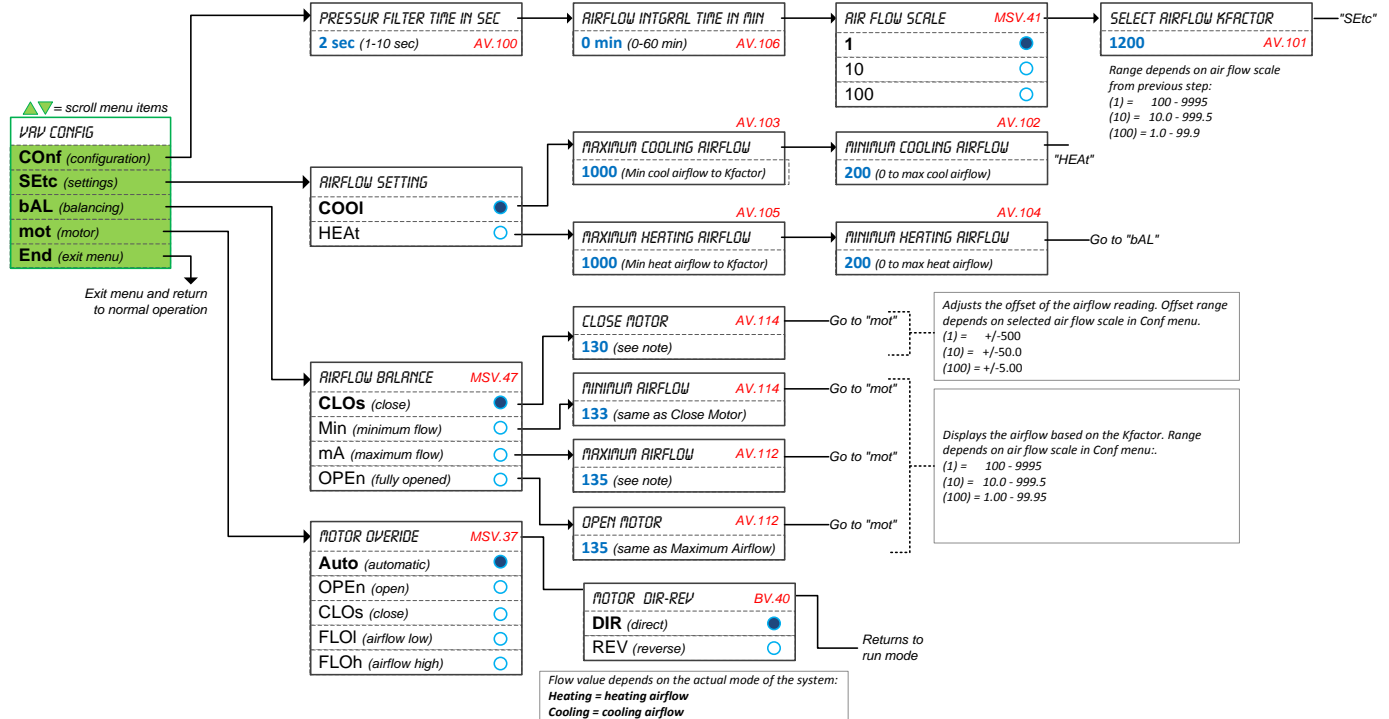 PRESSUR FILTER TIME IN SEC
2 sec (1-10 sec) AV.100
AIRFLOW INTGRAL TIME IN MIN
0 min (0-60 min) AV.106
AIR FLOW SCALE MSV.41
1
10
100
SELECT AIRFLOW KFACTOR
1200 AV.101
"SEtc"
Range depends on air flow scale
from previous step:
(1) = 100 - 9995
(10) = 10.0 - 999.5
(100) = 1.0 - 99.9
= scroll menu items
VAV CONFIG
COnf (configuration)
SEtc (settings)
bAL (balancing)
mot (motor)
End (exit menu)
Exit menu and return
to normal operation
AIRFLOW SETTING
COOl
HEAt
AV.103
MAXIMUM COOLING AIRFLOW
1000 (Min cool airflow to Kfactor)
AV.102
MINIMUM COOLING AIRFLOW
200 (0 to max cool airflow)
"HEAt"
AV.105
MAXIMUM HEATING AIRFLOW
1000 (Min heat airflow to Kfactor)
AV.104
MINIMUM HEATING AIRFLOW
200 (0 to max heat airflow)
Go to "bAL"
AIRFLOW BALANCE MSV.47
CLOs (close)
Min (minimum flow)
mA (maximum flow)
OPEn (fully opened)
CLOSE MOTOR AV.114
130 (see note)
Go to "mot"
MINIMUM AIRFLOW AV.114
133 (same as Close Motor)
Go to "mot"
MAXIMUM AIRFLOW AV.112
135 (see note)
Go to "mot"
OPEN MOTOR AV.112
135 (same as Maximum Airflow)
Go to "mot"
Adjusts the offset of the airflow reading. Offset range
depends on selected air flow scale in Conf menu.
(1) = +/-500
(10) = +/-50.0
(100) = +/-5.00
Displays the airflow based on the Kfactor. Range
depends on air flow scale in Conf menu:.
(1) = 100 - 9995
(10) = 10.0 - 999.5
(100) = 1.00 - 99.95
MOTOR OVERIDE MSV.37
Auto (automatic)
OPEn (open)
CLOs (close)
FLOl (airflow low)
FLOh (airflow high)
MOTOR DIR-REV BV.40
DIR (direct)
REV (reverse)
Returns to
run mode
Flow value depends on the actual mode of the system:
Heating = heating airflow
Cooling = cooling airflow